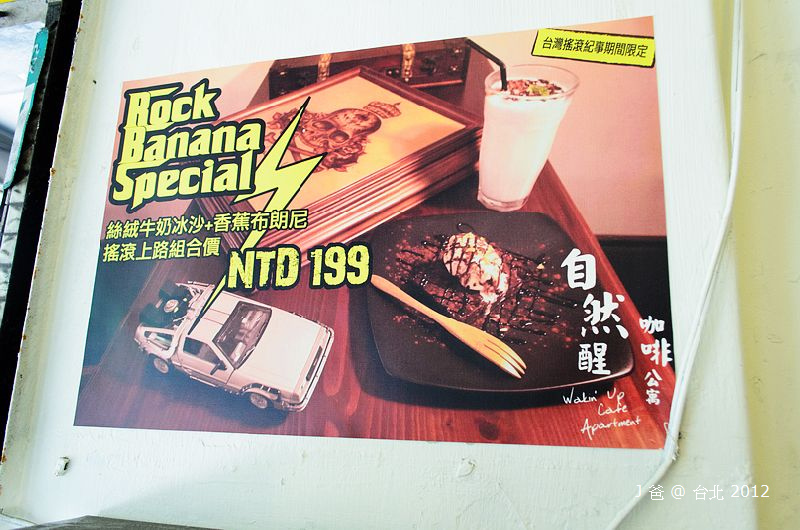 台灣搖滾紀事期間限定
Rock
Banana
Special
絲絨牛奶冰沙+香蕉布朗尼
搖滾上路組合價
NTD 199
自然醒
咖啡公寓
Wakin' Up
Cafe
Apartment
J 爸 @ 台北 2012